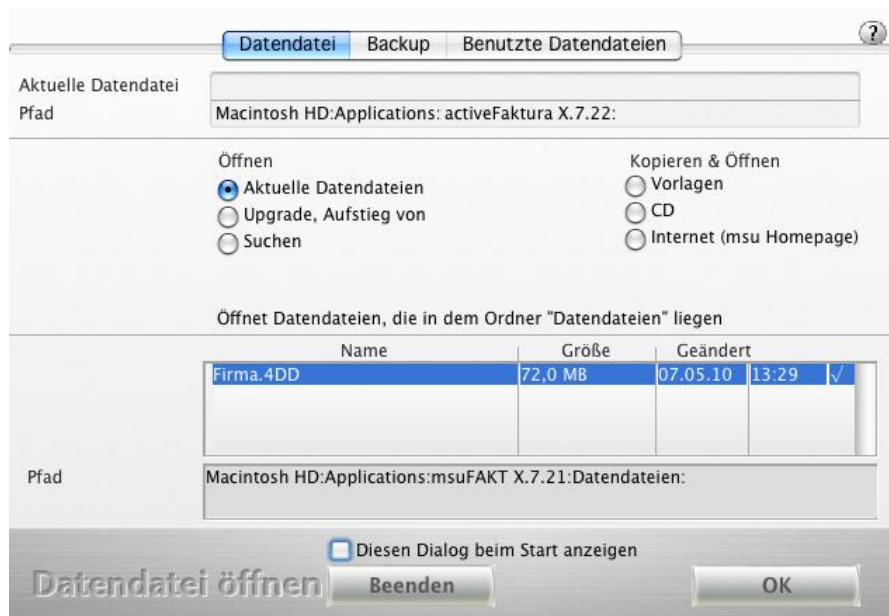 ?
Datendatei Backup Benutzte Datendateien
Aktuelle Datendatei
Pfad Macintosh HD:Applications: activeFaktura X.7.22:
Öffnen Kopieren & Öffnen
Aktuelle Datendateien Vorlagen
Upgrade, Aufstieg von CD
Suchen Internet (msu Homepage)
Öffnet Datendateien, die in dem Ordner "Datendateien" liegen
Name Größe Geändert
Firma.4DD 72,0 MB 07.05.10 13:29 √
Pfad Macintosh HD:Applications:msuFAKT X.7.21:Datendateien:
Diesen Dialog beim Start anzeigen
Datendatei öffnen Beenden OK